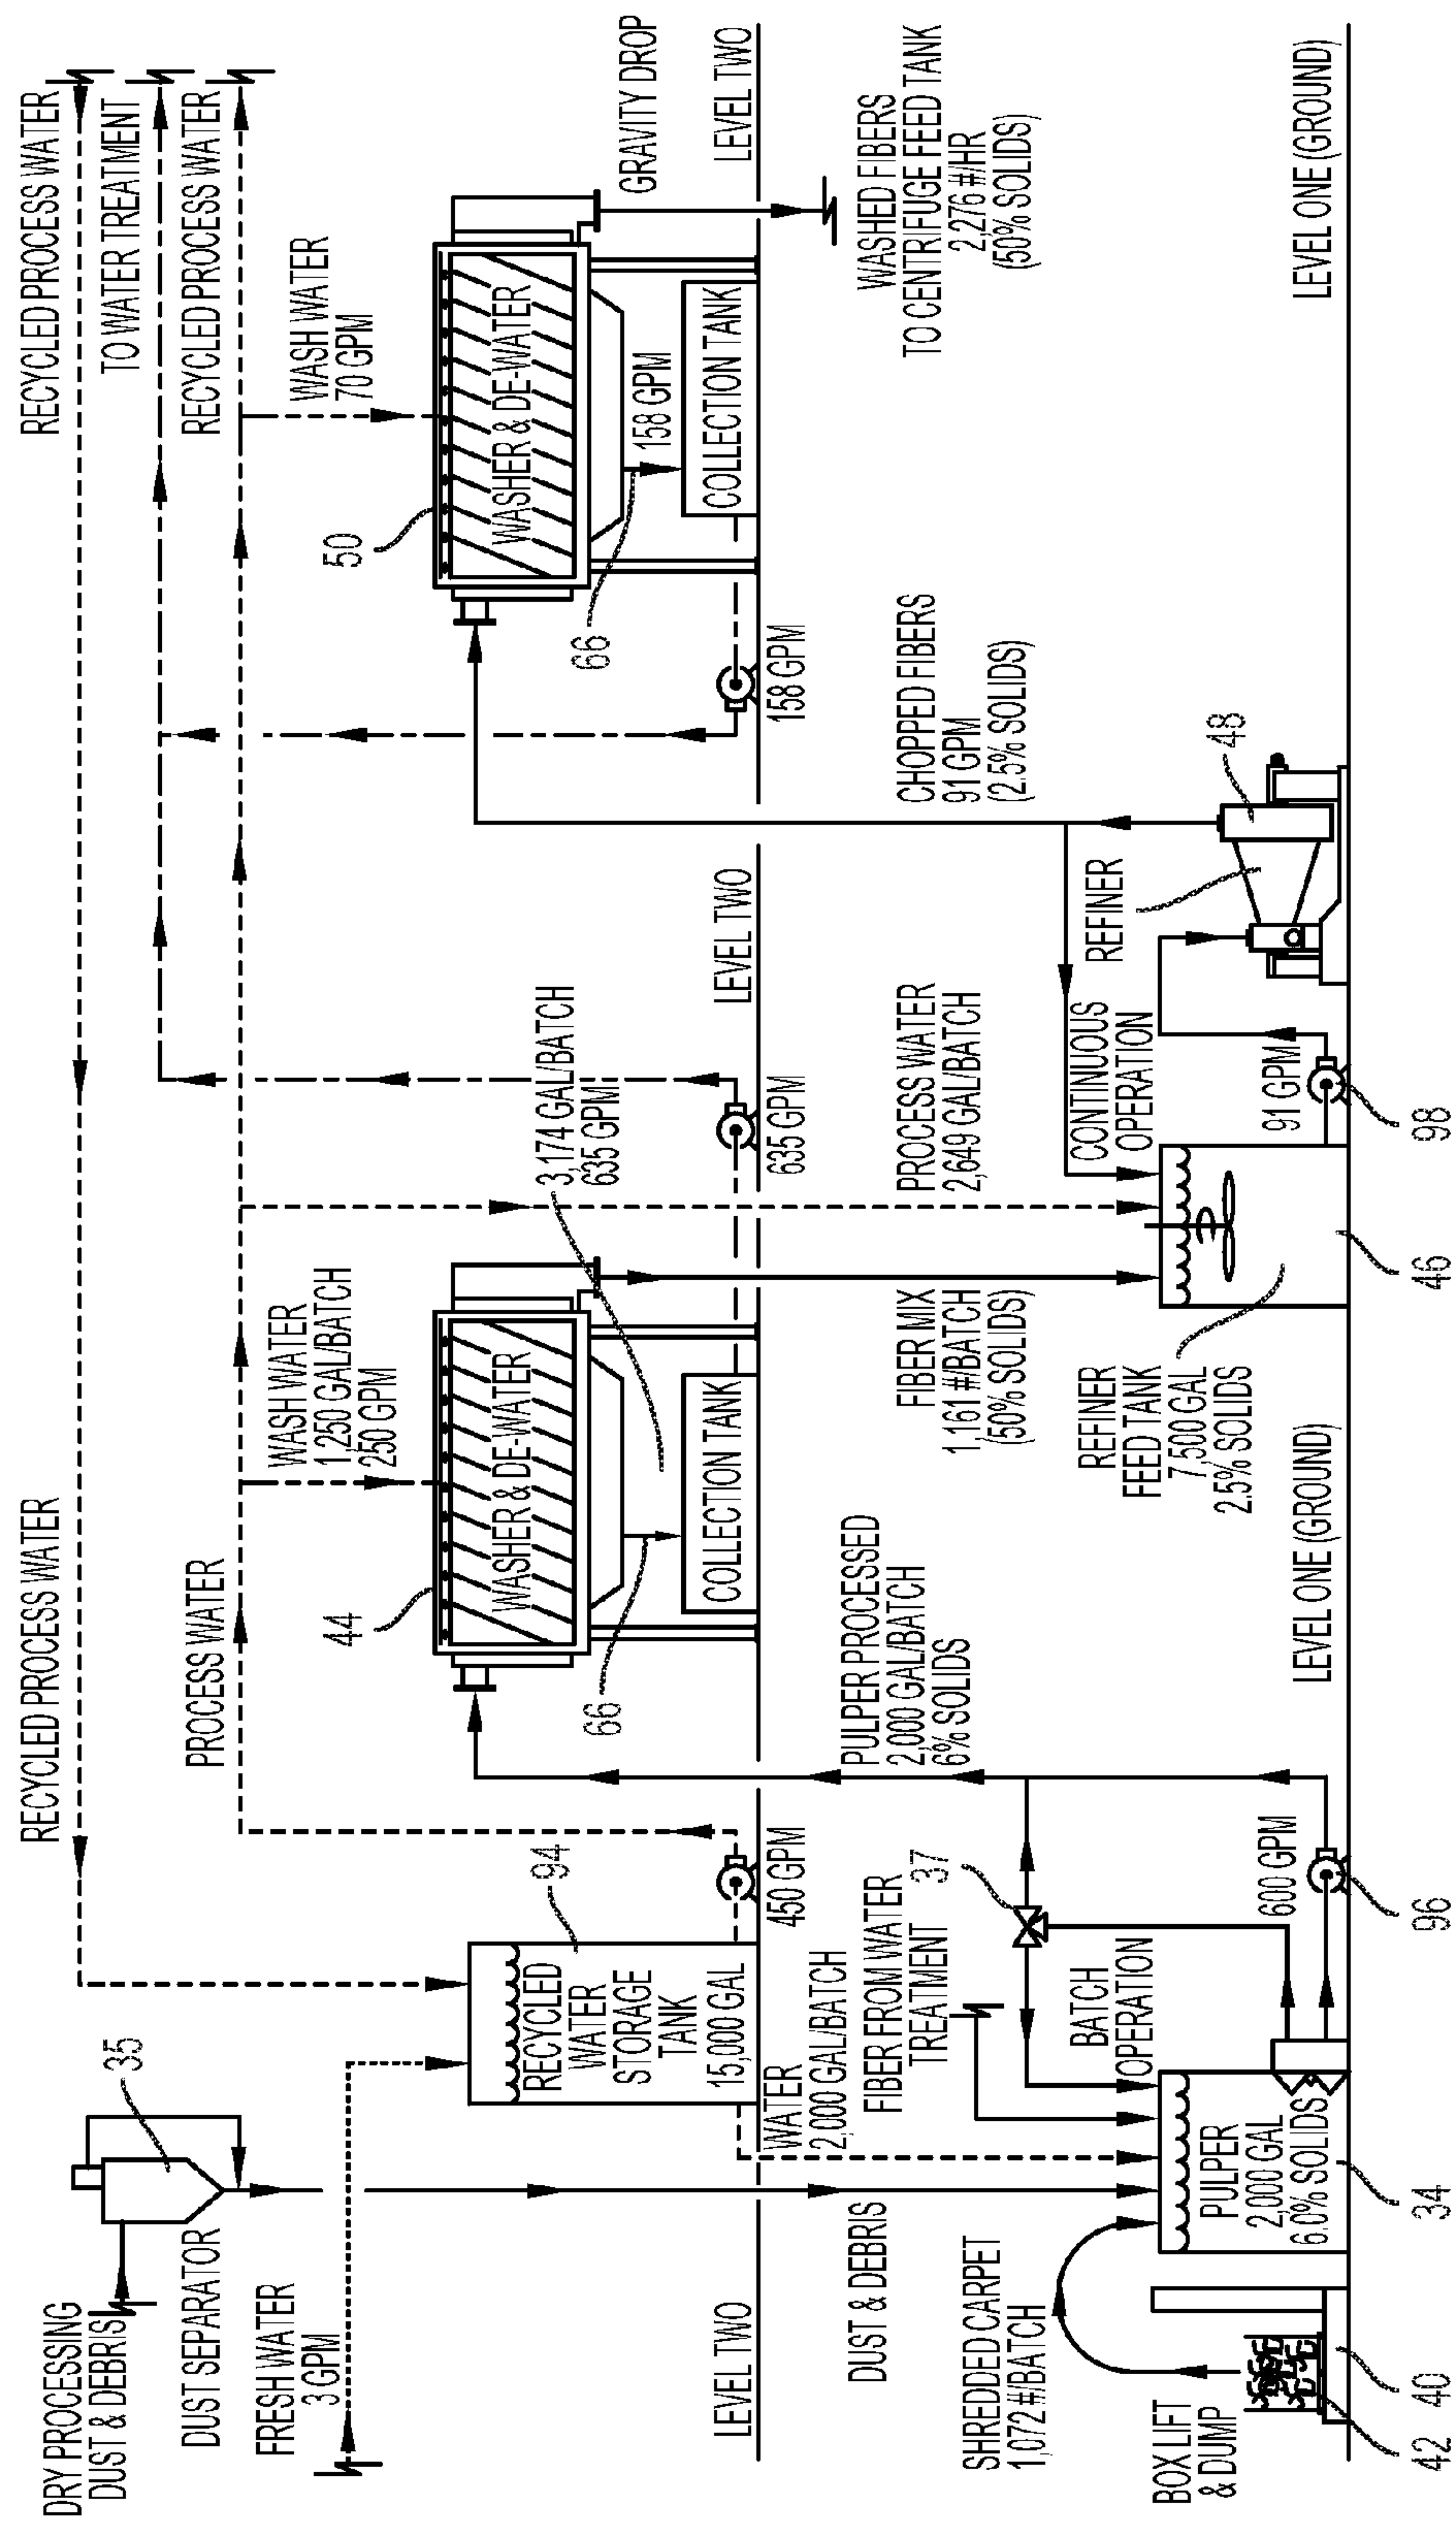 DRY PROCESSING
DUST & DEBRIS
DUST SEPARATOR
35
FRESH WATER
3 GPM
RECYCLED PROCESS WATER
PROCESS WATER
RECYCLED PROCESS WATER
TO WATER TREATMENT
RECYCLED PROCESS WATER
RECYCLED
WATER
STORAGE
TANK
15,000 GAL
94
450 GPM
44
WASH WATER
1,250 GAL/BATCH
250 GPM
WASHER & DE-WATER
66
COLLECTION TANK
3,174 GAL/BATCH
635 GPM
635 GPM
50
WASH WATER
70 GPM
WASHER & DE-WATER
66
158 GPM
COLLECTION TANK
158 GPM
GRAVITY DROP
LEVEL TWO
LEVEL TWO
LEVEL TWO
WATER
2,000 GAL/BATCH
DUST & DEBRIS
FIBER FROM WATER
TREATMENT
37
PULPER PROCESSED
2,000 GAL/BATCH
6% SOLIDS
FIBER MIX
1,161 #/BATCH
(50% SOLIDS)
PROCESS WATER
2,649 GAL/BATCH
CHOPPED FIBERS
91 GPM
(2.5% SOLIDS)
WASHED FIBERS
TO CENTRIFUGE FEED TANK
2,276 #/HR
(50% SOLIDS)
SHREDDED CARPET
1,072 #/BATCH
BOX LIFT
& DUMP
BATCH
OPERATION
PULPER
2,000 GAL
6.0% SOLIDS
600 GPM
REFINER
FEED TANK
7,500 GAL
2.5% SOLIDS
CONTINUOUS
OPERATION
91 GPM
REFINER
48
LEVEL ONE (GROUND)
LEVEL ONE (GROUND)
42
40
34
96
46
98